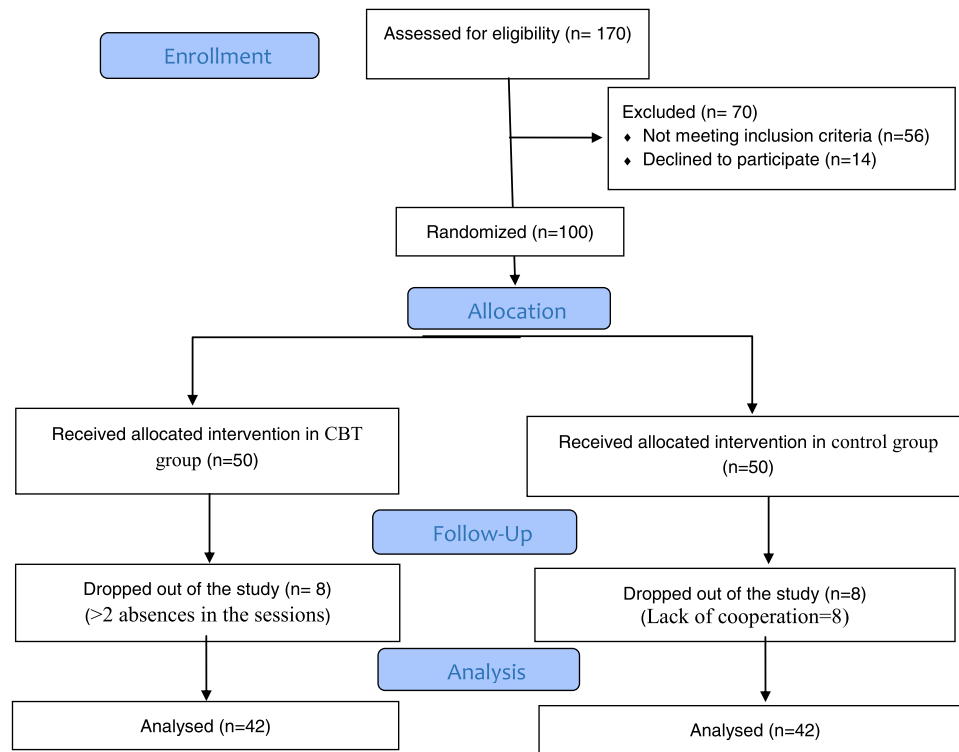 Assessed for eligibility (n= 170)
Enrollment
Excluded (n= 70)
♦ Not meeting inclusion criteria (n=56)
♦ Declined to participate (n=14)
Randomized (n=100)
Allocation
Received allocated intervention in CBT
group (n=50)
Received allocated intervention in control group
(n=50)
Follow-Up
Dropped out of the study (n= 8)
(>2 absences in the sessions)
Dropped out of the study (n=8)
(Lack of cooperation=8)
Analysis
Analysed (n=42)
Analysed (n=42)